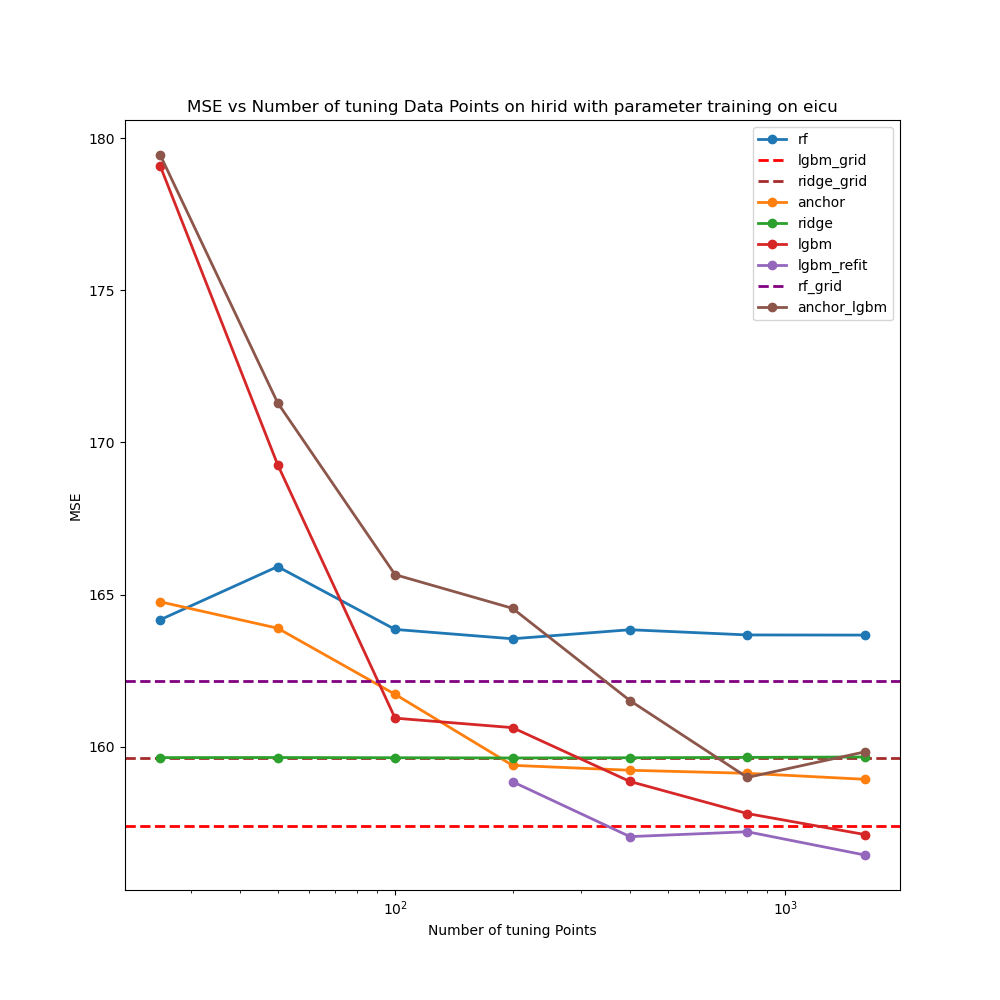 MSE vs Number of tuning Data Points on hirid with parameter training on eicu
rf
lgbm_grid
ridge_grid
anchor
ridge
lgbm
lgbm_refit
rf_grid
anchor_lgbm
180
175
170
165
160
MSE
10²
10³
Number of tuning Points